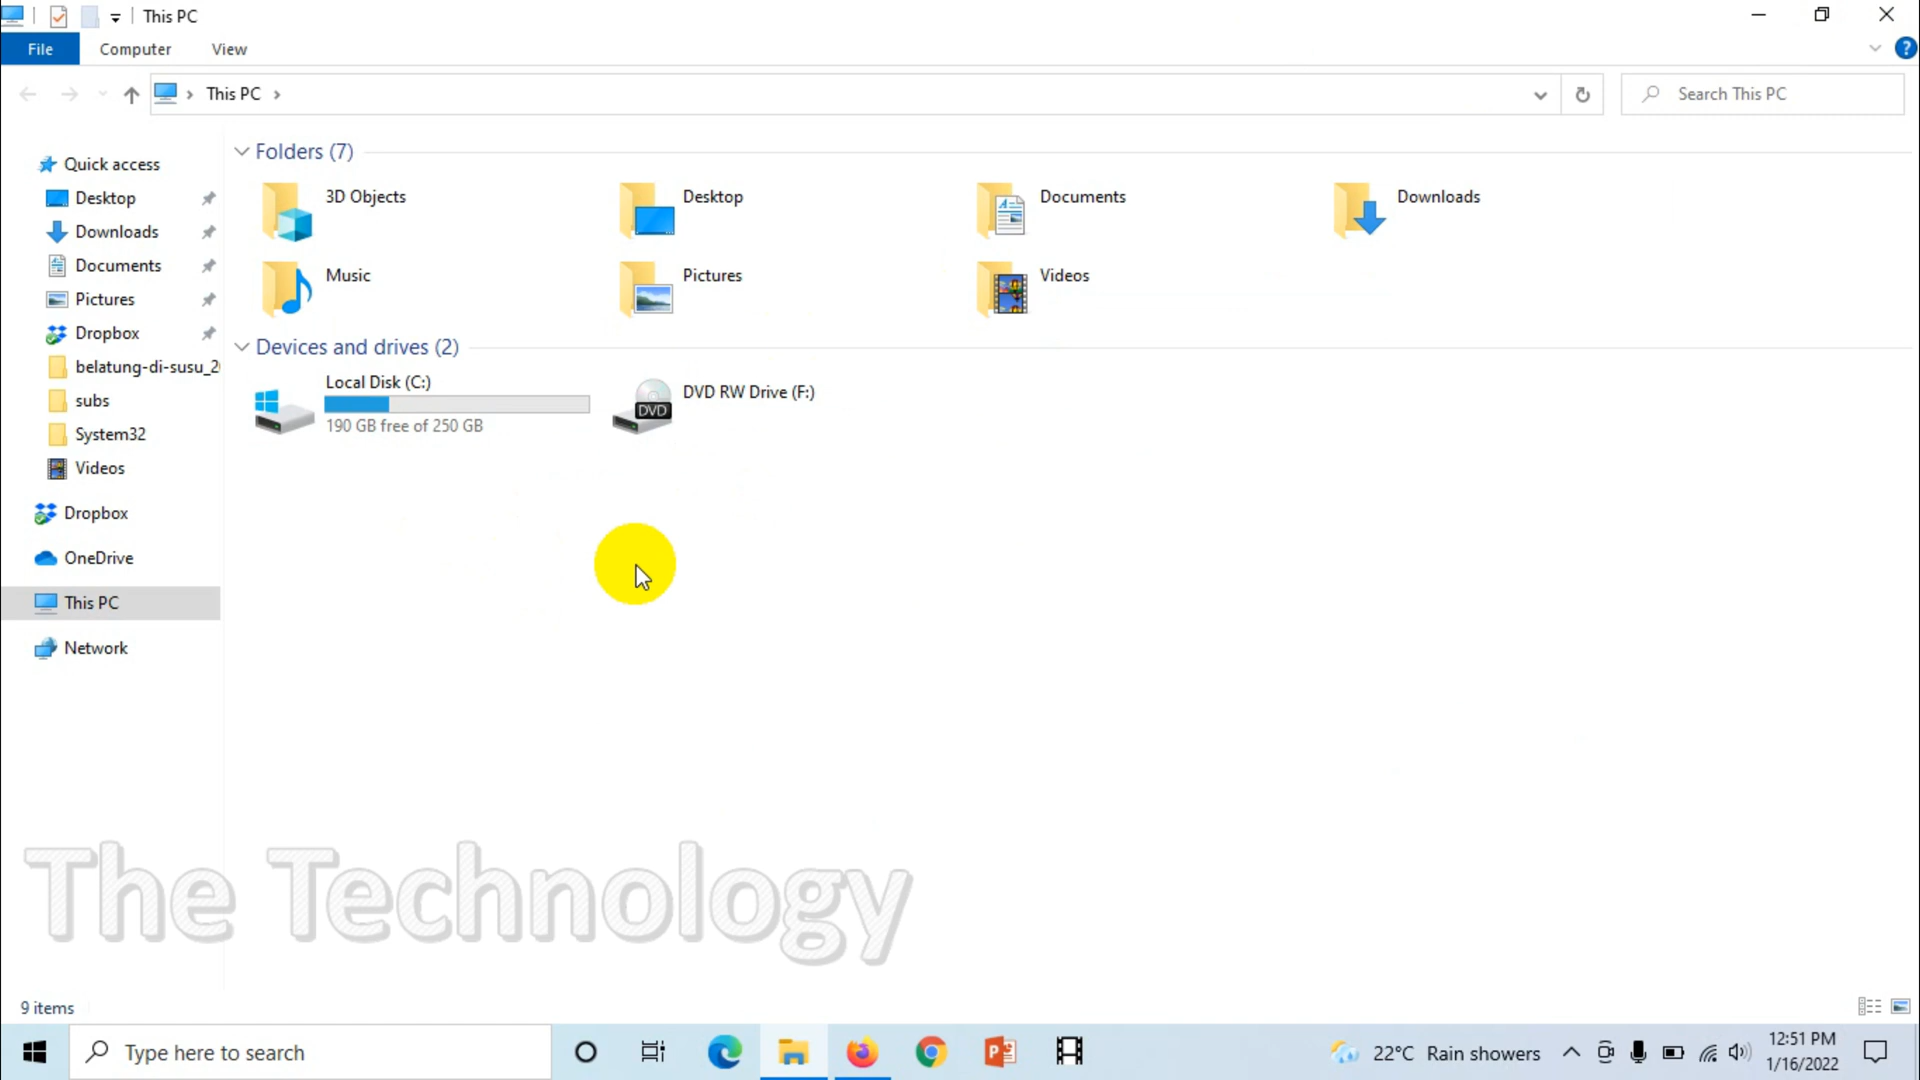 This PC
File Computer View
This PC
Search This PC
Quick access
Desktop
Downloads
Documents
Pictures
Dropbox
belatung-di-susu_2
subs
System32
Videos
Dropbox
OneDrive
This PC
Network
Folders (7)
3D Objects
Desktop
Documents
Downloads
Music
Pictures
Videos
Devices and drives (2)
Local Disk (C:)
190 GB free of 250 GB
DVD
DVD RW Drive (F:)
The Technology
9 items
Type here to search
22°C Rain showers
12:51 PM
1/16/2022